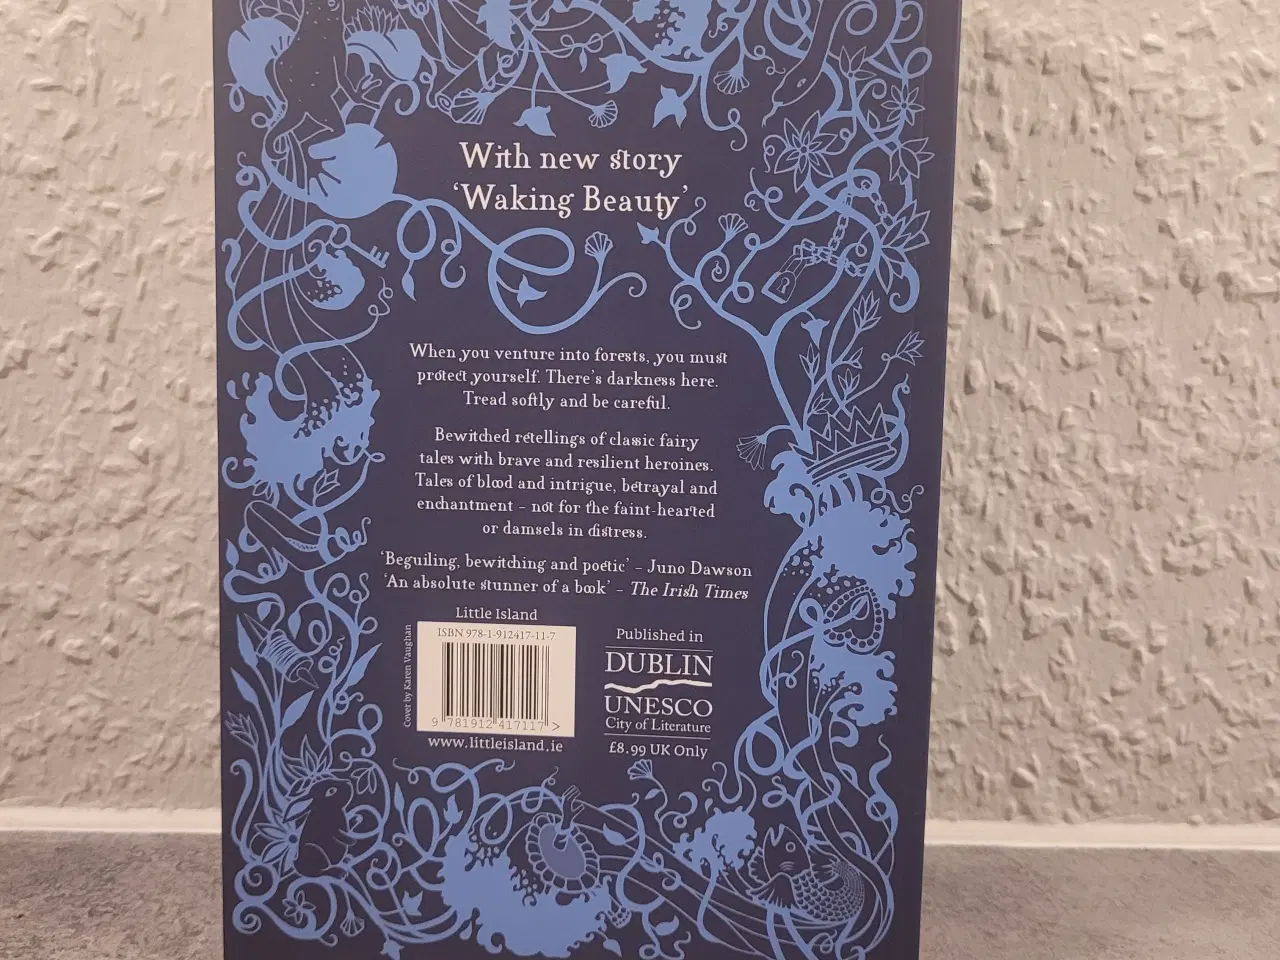 With new story
‘Waking Beauty’
When you venture into forests, you must
protect yourself. There’s darkness here.
Tread softly and be careful.
Bewitched retellings of classic fairy
tales with brave and resilient heroines.
Tales of blood and intrigue, betrayal and
enchantment – not for the faint-hearted
or damsels in distress.
‘Beguiling, bewitching and poetic’ – Juno Dawson
‘An absolute stunner of a book’ – The Irish Times
Little Island
Cover by Karen Vaughan
ISBN 978-1-912417-11-7
9 781912 417117 >
www.littleisland.ie
Published in
DUBLIN
UNESCO
City of Literature
£8.99 UK Only